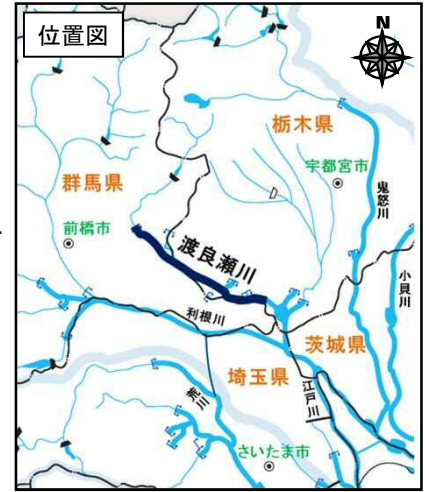 位置図
N
栃木県
宇都宮市
群馬県
前橋市
鬼怒川
渡良瀬川
小貝川
利根川
茨城県
埼玉県
江戸川
荒川
さいたま市